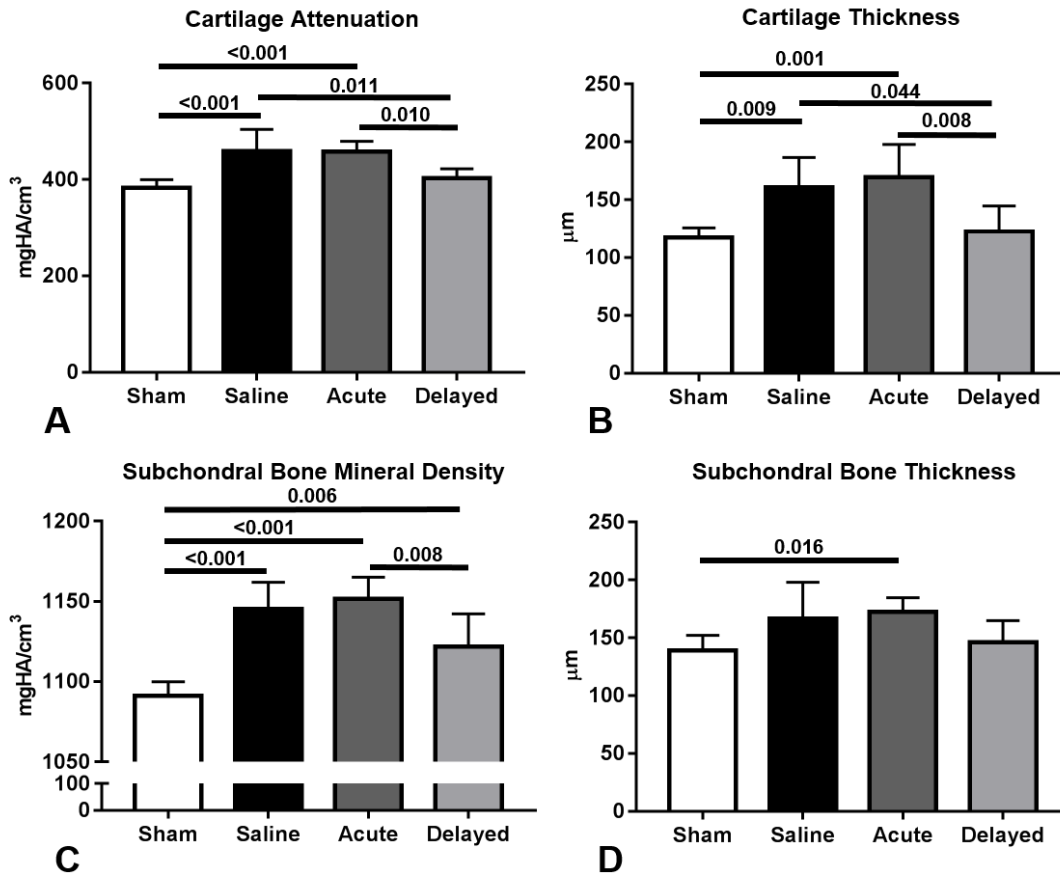 Cartilage Attenuation
<0.001
600
0.011
<0.001
0.010
400
mgHA/cm³
200
0
Sham Saline Acute Delayed
A
Cartilage Thickness
0.001
250
0.044
0.009
0.008
200
150
µm
100
50
0
Sham Saline Acute Delayed
B
Subchondral Bone Mineral Density
0.006
1200
<0.001
<0.001
0.008
1150
mgHA/cm³
1100
1050
100
0
Sham Saline Acute Delayed
C
Subchondral Bone Thickness
250
0.016
200
150
µm
100
50
0
Sham Saline Acute Delayed
D